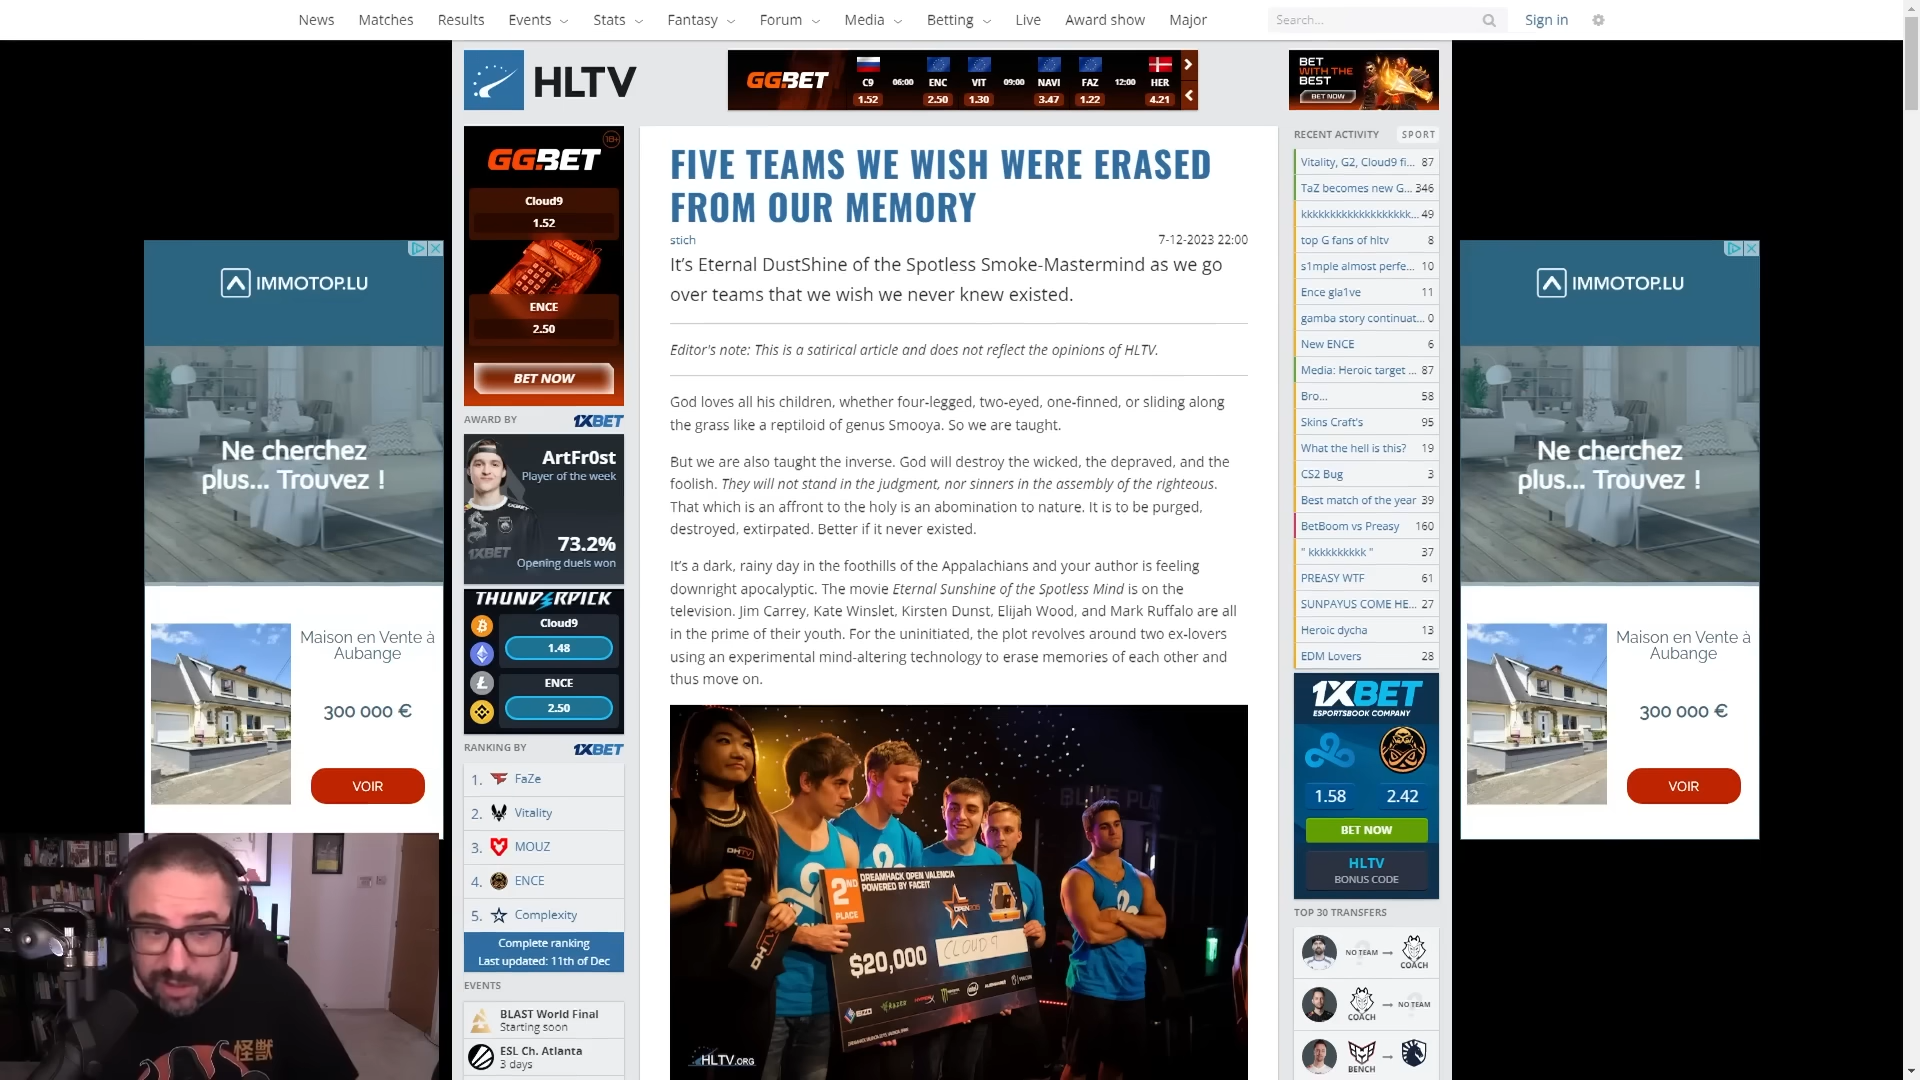 News Matches Results Events Stats Fantasy Forum Media Betting Live Award show Major Search... Sign in
HLTV
GG.BET
C9 06:00 ENC VIT 09:00 NAVI FAZ 12:00 HER
1.52 2.50 1.30 3.47 1.22 4.21
BET
WITH THE
BEST
BET NOW
IMMOTOP.LU
Ne cherchez
plus... Trouvez !
Maison en Vente à
Aubange
300 000 €
VOIR
18+
GG.BET
Cloud9
1.52
BET NOW
ENCE
2.50
BET NOW
AWARD BY 1XBET
ArtFr0st
Player of the week
1XBET
73.2%
Opening duels won
THUNDERPICK
Cloud9
1.48
ENCE
2.50
RANKING BY 1XBET
1. FaZe
2. Vitality
3. MOUZ
4. ENCE
5. Complexity
Complete ranking
Last updated: 11th of Dec
EVENTS
BLAST World Final
Starting soon
ESL Ch. Atlanta
3 days
FIVE TEAMS WE WISH WERE ERASED
FROM OUR MEMORY
stich 7-12-2023 22:00
It's Eternal DustShine of the Spotless Smoke-Mastermind as we go
over teams that we wish we never knew existed.
Editor's note: This is a satirical article and does not reflect the opinions of HLTV.
God loves all his children, whether four-legged, two-eyed, one-finned, or sliding along
the grass like a reptiloid of genus Smooya. So we are taught.
But we are also taught the inverse. God will destroy the wicked, the depraved, and the
foolish. They will not stand in the judgment, nor sinners in the assembly of the righteous.
That which is an affront to the holy is an abomination to nature. It is to be purged,
destroyed, extirpated. Better if it never existed.
It's a dark, rainy day in the foothills of the Appalachians and your author is feeling
downright apocalyptic. The movie Eternal Sunshine of the Spotless Mind is on the
television. Jim Carrey, Kate Winslet, Kirsten Dunst, Elijah Wood, and Mark Ruffalo are all
in the prime of their youth. For the uninitiated, the plot revolves around two ex-lovers
using an experimental mind-altering technology to erase memories of each other and
thus move on.
DHTV
DHTV
2ND
PLACE
DREAMHACK OPEN VALENCIA
POWERED BY FACEIT
OPEN
$20,000
CLOUD 9
HLTV.ORG
RECENT ACTIVITY SPORT
Vitality, G2, Cloud9 fi... 87
TaZ becomes new G... 346
kkkkkkkkkkkkkkkkkkk... 49
top G fans of hltv 8
s1mple almost perfe... 10
Ence gla1ve 11
gamba story continuat... 0
New ENCE 6
Media: Heroic target ... 87
Bro... 58
Skins Craft's 95
What the hell is this? 19
CS2 Bug 3
Best match of the year 39
BetBoom vs Preasy 160
" kkkkkkkkkk " 37
PREASY WTF 61
SUNPAYUS COME HE... 27
Heroic dycha 13
EDM Lovers 28
1XBET
ESPORTSBOOK COMPANY
1.58 2.42
BET NOW
HLTV
BONUS CODE
TOP 30 TRANSFERS
NO TEAM COACH
COACH NO TEAM
BENCH
IMMOTOP.LU
Ne cherchez
plus... Trouvez !
Maison en Vente à
Aubange
300 000 €
VOIR
怪獣